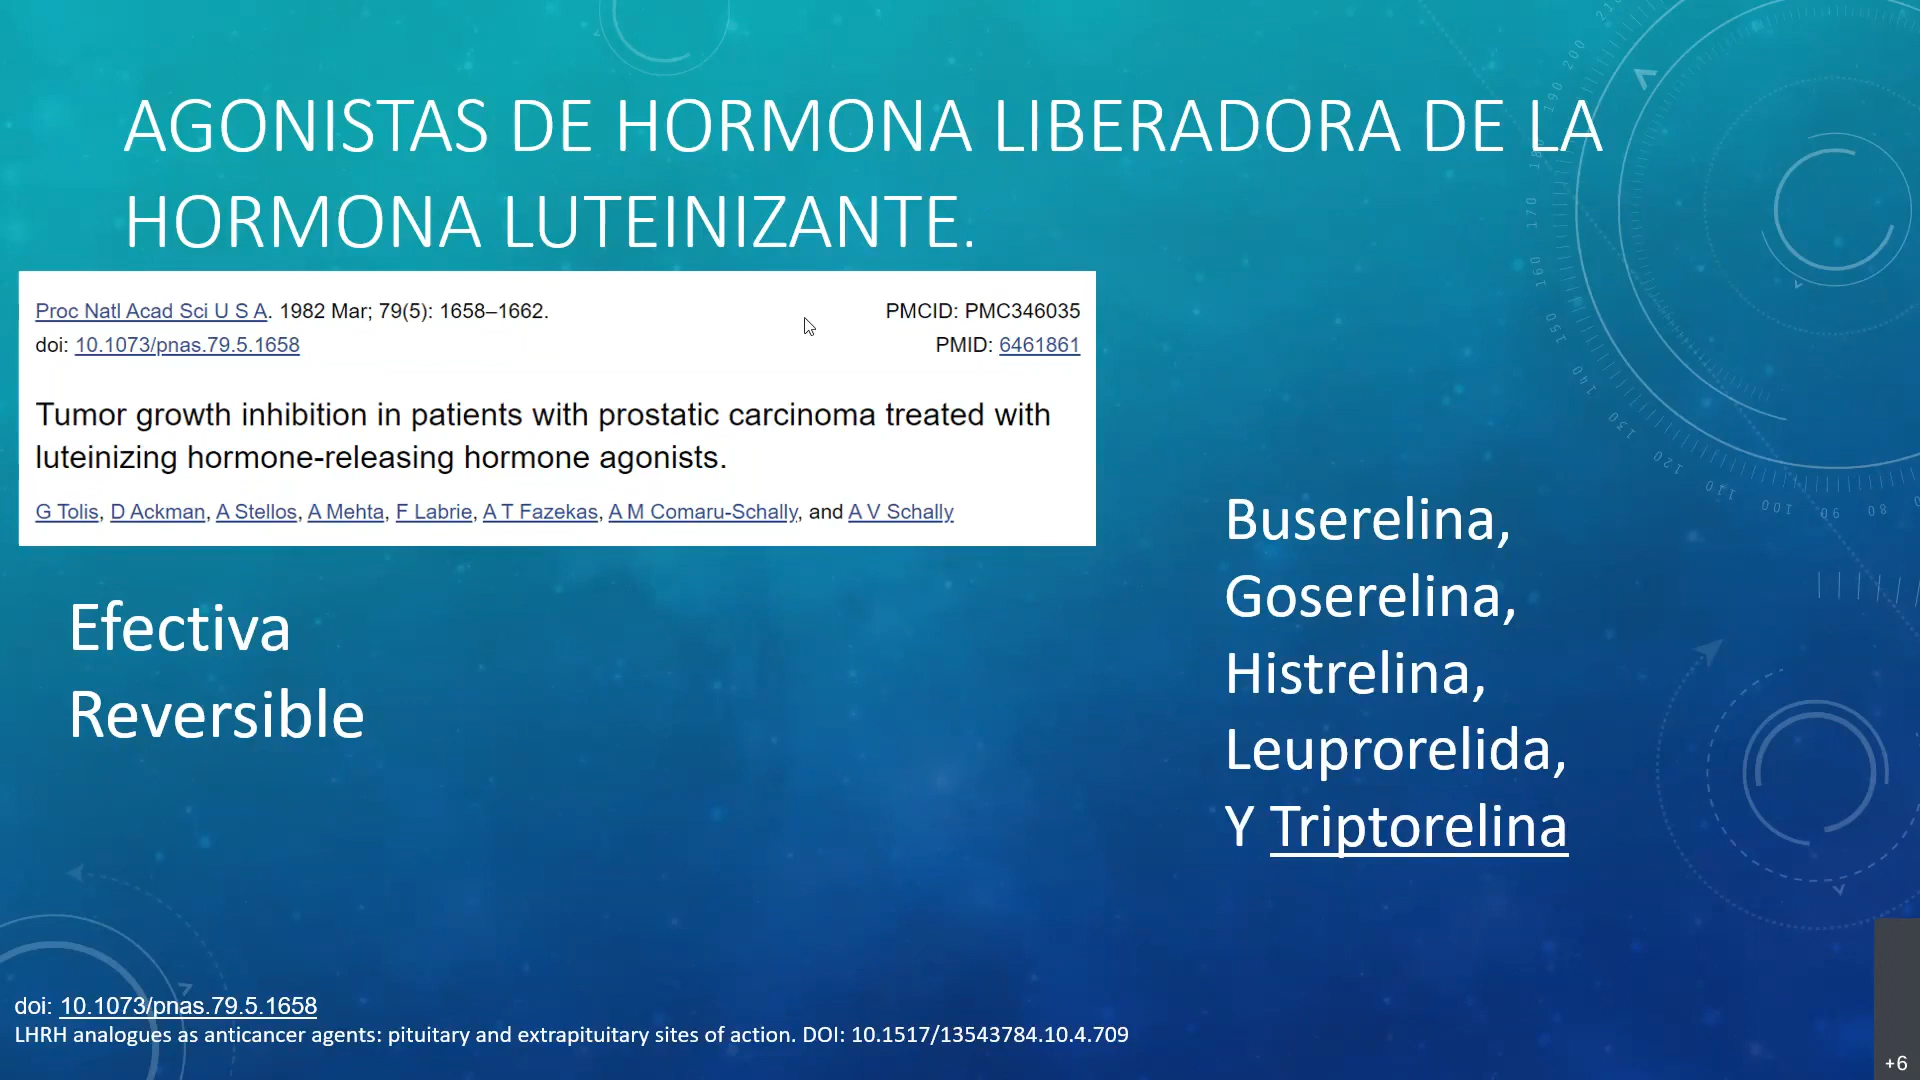 AGONISTAS DE HORMONA LIBERADORA DE LA
HORMONA LUTEINIZANTE.
Proc Natl Acad Sci U S A. 1982 Mar; 79(5): 1658–1662.
PMCID: PMC346035
doi: 10.1073/pnas.79.5.1658
PMID: 6461861
Tumor growth inhibition in patients with prostatic carcinoma treated with
luteinizing hormone-releasing hormone agonists.
G Tolis, D Ackman, A Stellos, A Mehta, F Labrie, A T Fazekas, A M Comaru-Schally, and A V Schally
Efectiva
Reversible
Buserelina,
Goserelina,
Histrelina,
Leuprorelida,
Y Triptorelina
doi: 10.1073/pnas.79.5.1658
LHRH analogues as anticancer agents: pituitary and extrapituitary sites of action. DOI: 10.1517/13543784.10.4.709
+6